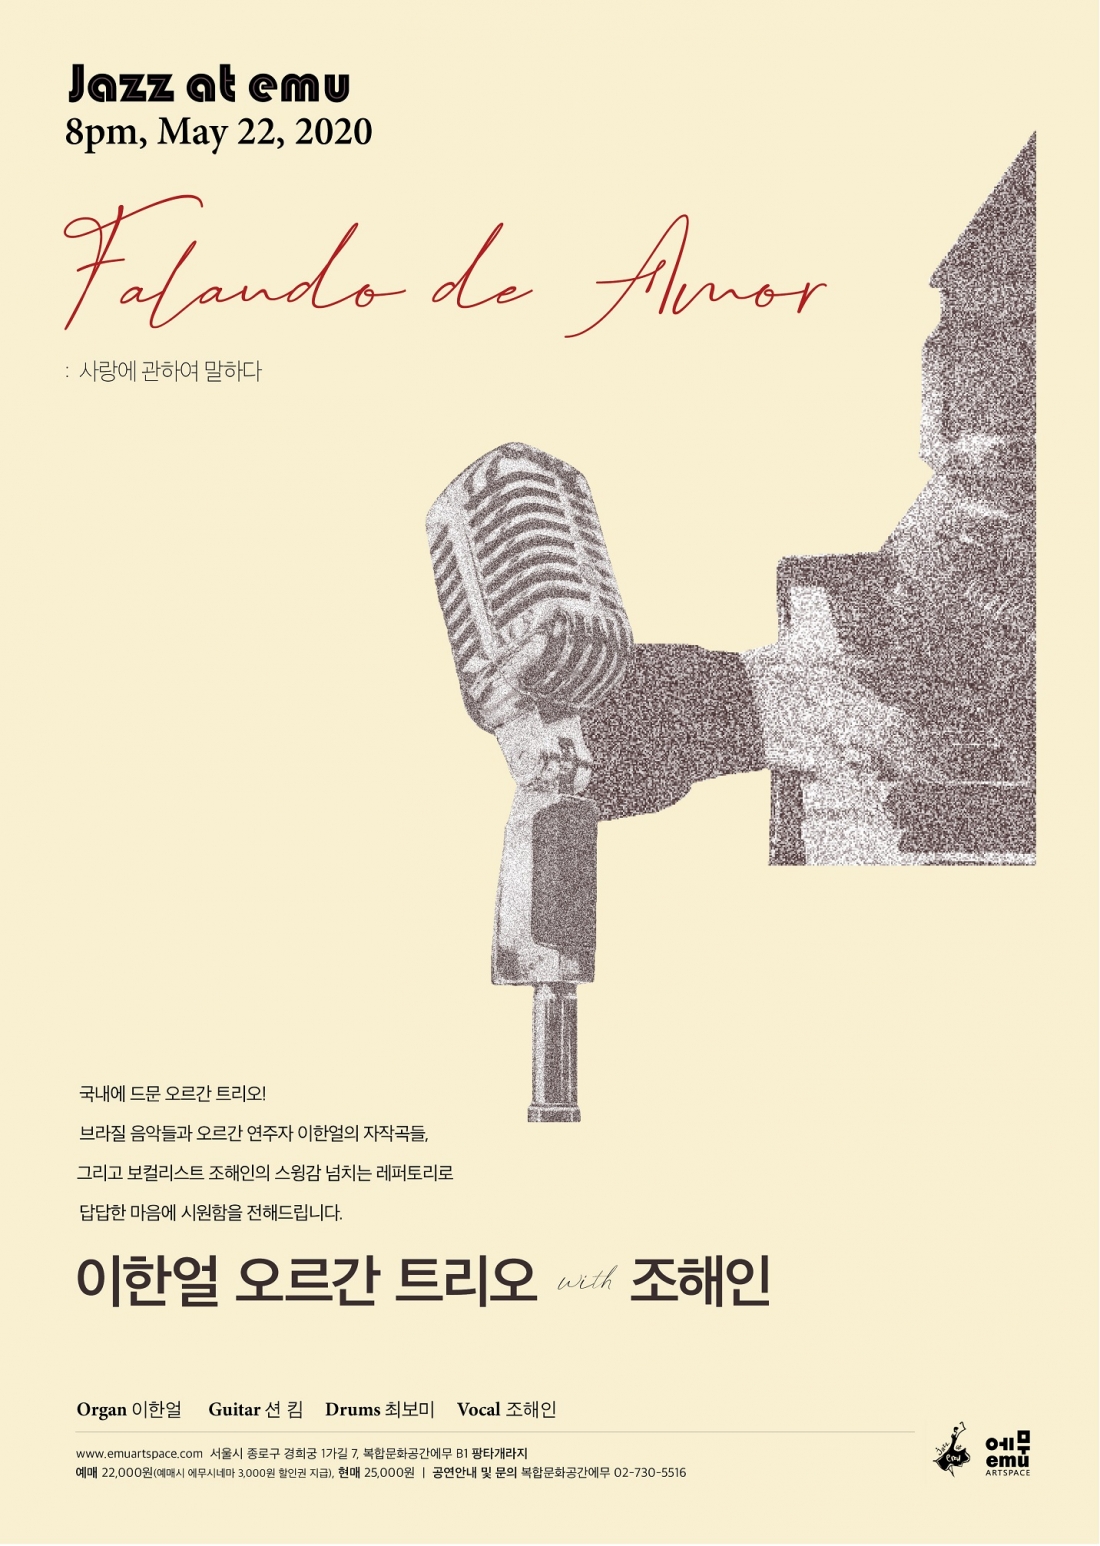 Jazz at emu
8pm, May 22, 2020
Falando de Amor
: 사랑에 관하여 말하다
국내에 드문 오르간 트리오!
브라질 음악들과 오르간 연주자 이한얼의 자작곡들,
그리고 보컬리스트 조해인의 스윙감 넘치는 레퍼토리로
답답한 마음에 시원함을 전해드립니다.
이한얼 오르간 트리오 with 조해인
Organ 이한얼 Guitar 션 킴 Drums 최보미 Vocal 조해인
www.emuartspace.com 서울시 종로구 경희궁 1가길 7, 복합문화공간에무 B1 팡타개라지
예매 22,000원(예매시 에무시네마 3,000원 할인권 지급), 현매 25,000원 | 공연안내 및 문의 복합문화공간에무 02-730-5516
Jazz at emu
에무
emu
ARTSPACE